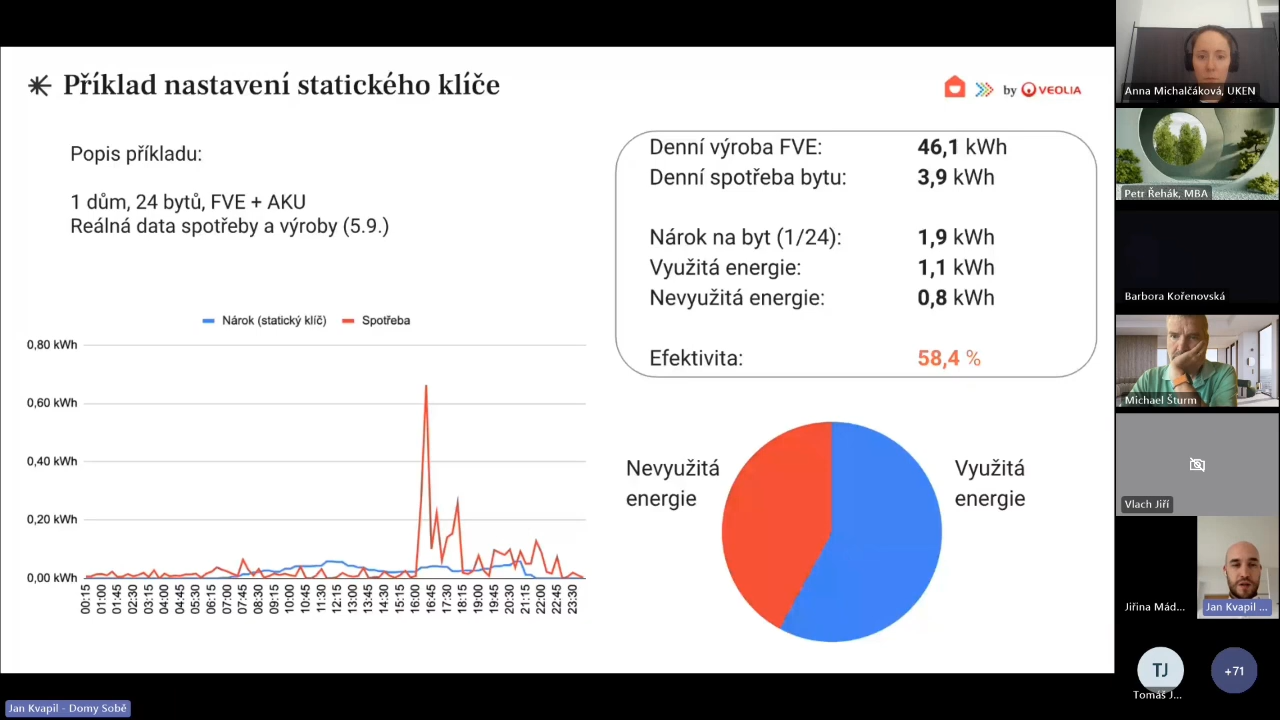 Příklad nastavení statického klíče
by VEOLIA
Popis příkladu:
1 dům, 24 bytů, FVE + AKU
Reálná data spotřeby a výroby (5.9.)
Denní výroba FVE: 46,1 kWh
Denní spotřeba bytu: 3,9 kWh
Nárok na byt (1/24): 1,9 kWh
Využitá energie: 1,1 kWh
Nevyužitá energie: 0,8 kWh
Efektivita: 58,4 %
Nárok (statický klíč) Spotřeba
0,80 kWh
0,60 kWh
0,40 kWh
0,20 kWh
0,00 kWh
00:15 01:00 01:45 02:30 03:15 04:00 04:45 05:30 06:15 07:00 07:45 08:30 09:15 10:00 10:45 11:30 12:15 13:00 13:45 14:30 15:15 16:00 16:45 17:30 18:15 19:00 19:45 20:30 21:15 22:00 22:45 23:30
Nevyužitá
energie
Využitá
energie
Anna Michalčáková, UKEN
Petr Řehák, MBA
Barbora Kořenovská
Michael Šturm
Vlach Jiří
Jiřina Mád...
Jan Kvapil ...
TJ
Tomáš J...
+71
Jan Kvapil - Domy Sobě